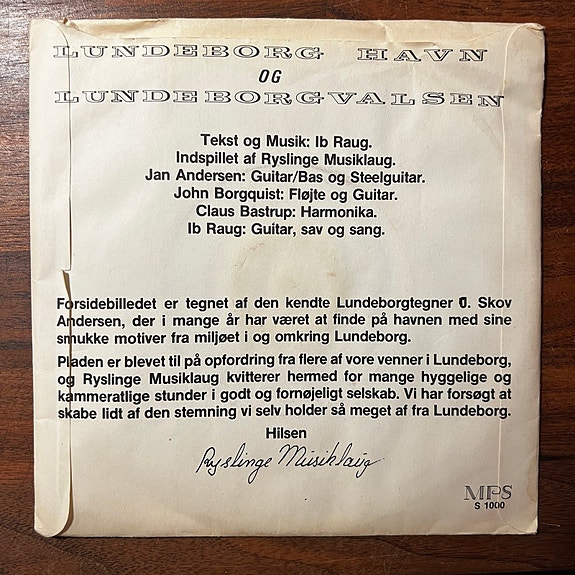 LUNDEBORG HAVN
OG
LUNDEBORGVALSEN
Tekst og Musik: Ib Raug.
Indspillet af Ryslinge Musiklaug.
Jan Andersen: Guitar/Bas og Steelguitar.
John Borgquist: Fløjte og Guitar.
Claus Bastrup: Harmonika.
Ib Raug: Guitar, sav og sang.
Forsidebilledet er tegnet af den kendte Lundeborgtegner J. Skov
Andersen, der i mange år har været at finde på havnen med sine
smukke motiver fra miljøet i og omkring Lundeborg.
Pladen er blevet til på opfordring fra flere af vore venner i Lundeborg,
og Ryslinge Musiklaug kvitterer hermed for mange hyggelige og
kammeratlige stunder i godt og fornøjeligt selskab. Vi har forsøgt at
skabe lidt af den stemning vi selv holder så meget af fra Lundeborg.
Hilsen
Ryslinge Musiklaug
MPS
S 1000